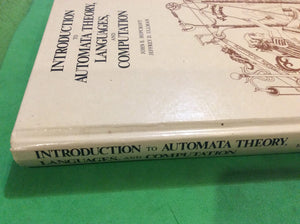 INTRODUCTION
TO
AUTOMATA THEORY,
LANGUAGES,
AND
COMPUTATION
JOHN E. HOPCROFT
JEFFREY D. ULLMAN
INTRODUCTION TO AUTOMATA THEORY,
LANGUAGES, AND COMPUTATION